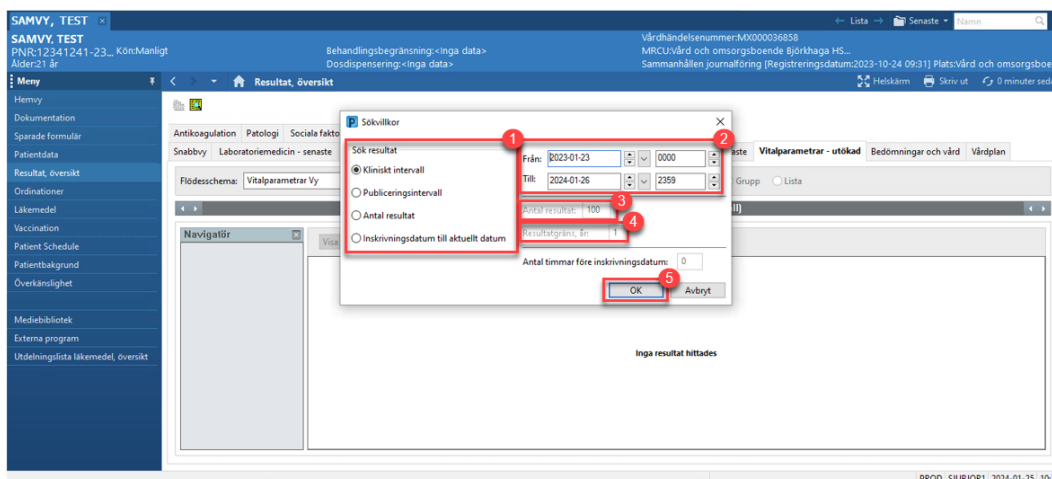 SAMVY, TEST ×
← Lista → Senaste Namn
SAMVY, TEST
PNR:12341241-23... Kön:Manligt
Ålder:21 år
Behandlingsbegränsning:<Inga data>
Dosdispensering:<Inga data>
Vårdhändelsenummer:MX000036858
MRCU:Vård och omsorgsboende Björkhaga HS...
Sammanhållen journalföring [Registreringsdatum:2023-10-24 09:31] Plats:Vård och omsorgsboe
Meny
Resultat, översikt
Helskärm Skriv ut 0 minuter seda
Hemvy
Dokumentation
Sparade formulär
Patientdata
Resultat, översikt
Ordinationer
Läkemedel
Vaccination
Patient Schedule
Patientbakgrund
Överkänslighet
Mediebibliotek
Externa program
Utdelningslista läkemedel, översikt
Antikoagulation Patologi Sociala fakto
Snabbvy Laboratoriemedicin - senaste
aste Vitalparametrar - utökad Bedömningar och vård Vårdplan
Flödesschema: Vitalparametrar Vy
Grupp Lista
ll)
Navigatör
Visa
Inga resultat hittades
Sökvillkor
1
2
Sök resultat
Kliniskt intervall
Publiceringsintervall
Antal resultat
Inskrivningsdatum till aktuellt datum
Från: 2023-01-23 0000
Till: 2024-01-26 2359
3
Antal resultat: 100
4
Resultatgräns, år: 1
Antal timmar före inskrivningsdatum: 0
5
OK Avbryt